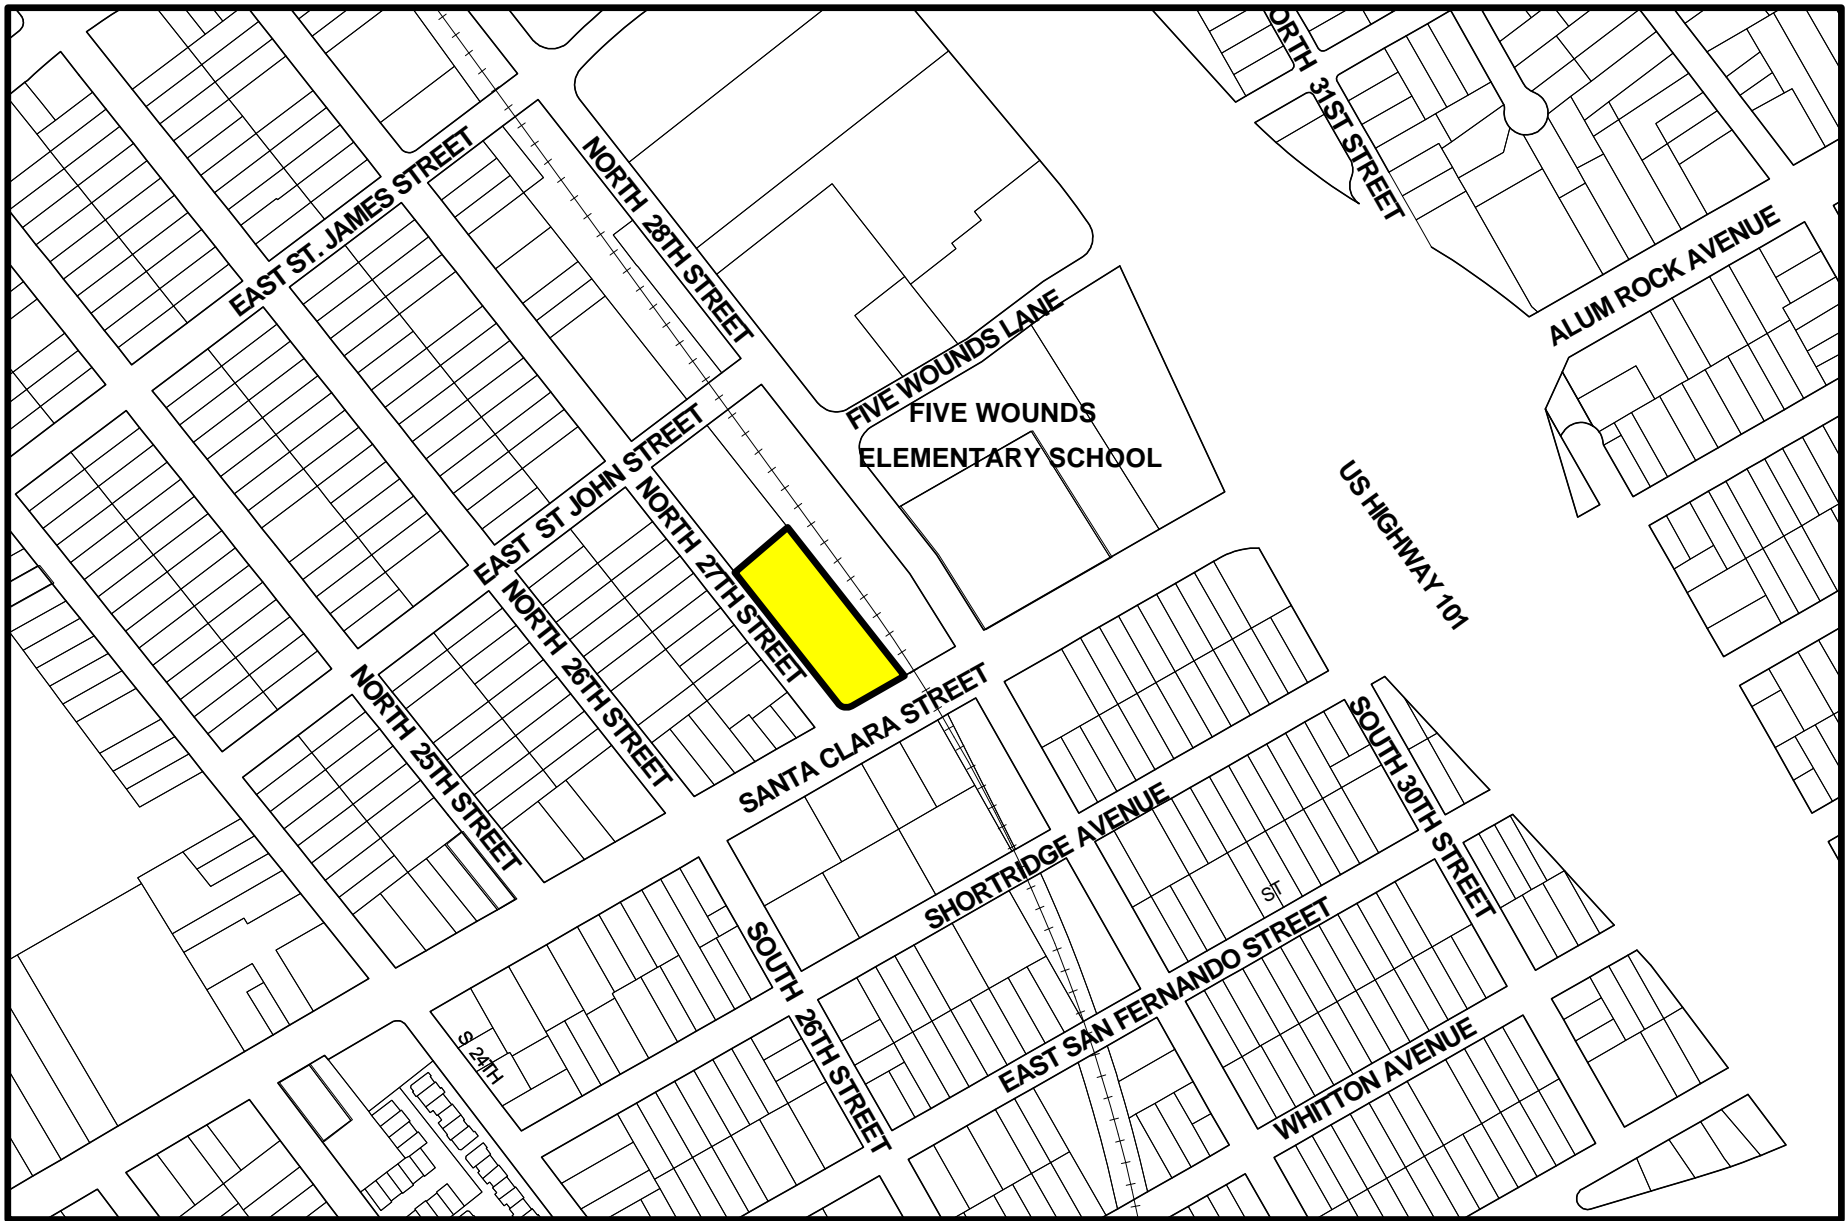 NORTH 31ST STREET
EAST ST. JAMES STREET
NORTH 28TH STREET
ALUM ROCK AVENUE
FIVE WOUNDS LANE
FIVE WOUNDS
ELEMENTARY SCHOOL
EAST ST JOHN STREET
US HIGHWAY 101
NORTH 27TH STREET
NORTH 26TH STREET
NORTH 25TH STREET
SANTA CLARA STREET
SOUTH 30TH STREET
SHORTRIDGE AVENUE
ST
EAST SAN FERNANDO STREET
SOUTH 26TH STREET
S 24TH
WHITTON AVENUE